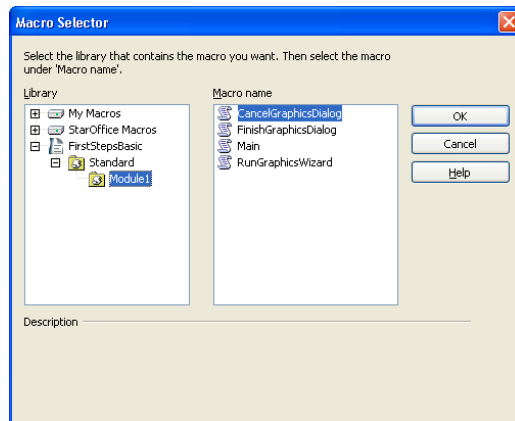 Macro Selector
Select the library that contains the macro you want. Then select the macro
under 'Macro name'.
Library
Macro name
My Macros
StarOffice Macros
FirstStepsBasic
Standard
Module1
CancelGraphicsDialog
FinishGraphicsDialog
Main
RunGraphicsWizard
OK
Cancel
Help
Description